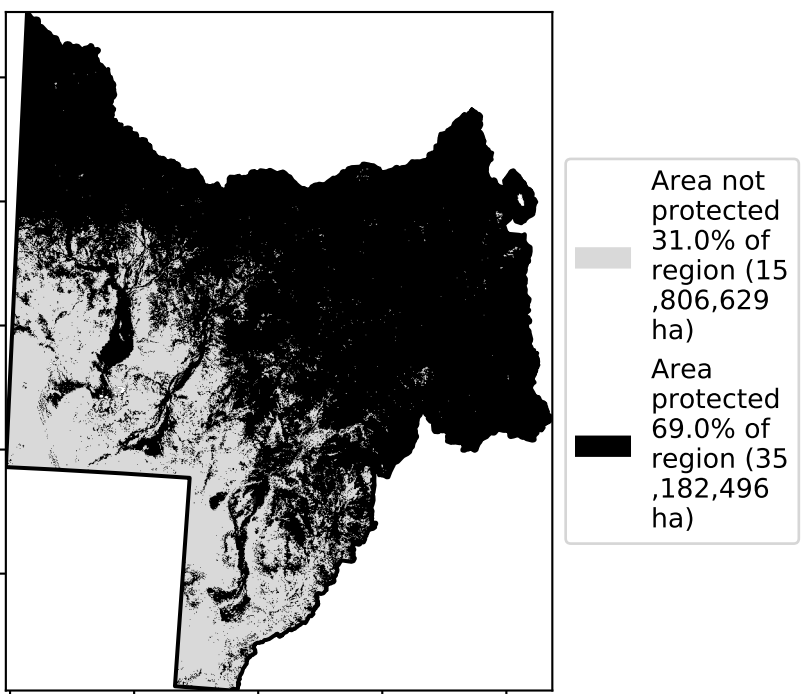 Area not
protected
31.0% of
region (15
,806,629
ha)
Area
protected
69.0% of
region (35
,182,496
ha)